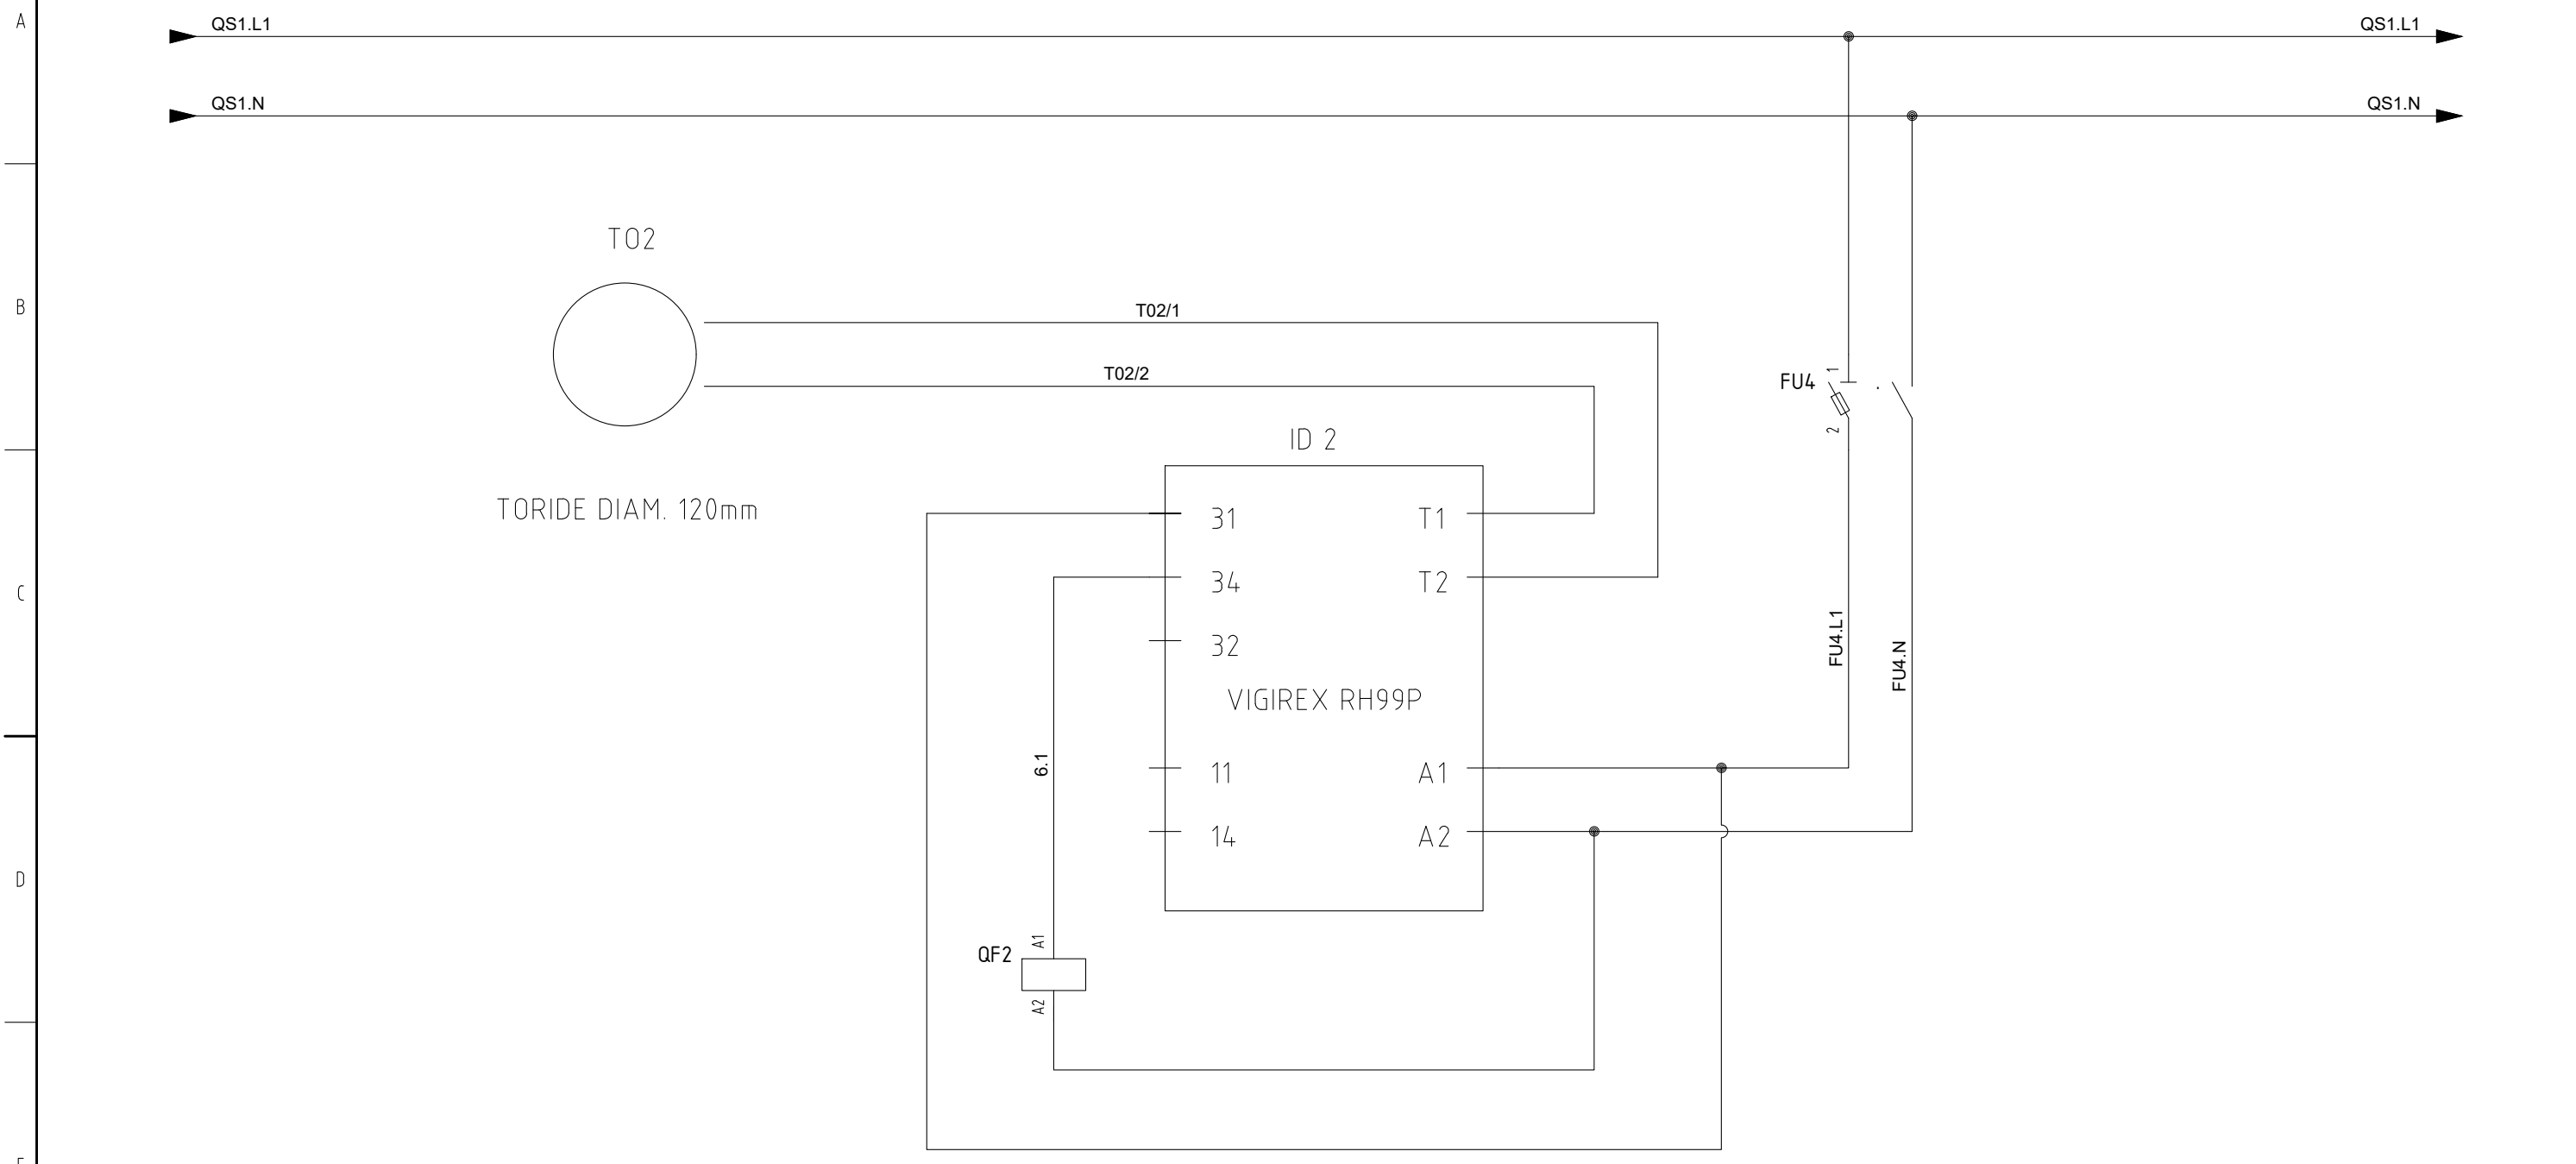 A
QS1.L1
QS1.L1
QS1.N
QS1.N
TO2
B
T02/1
T02/2
FU4
1
2
ID 2
TORIDE DIAM. 120mm
31
T1
C
34
T2
32
FU4.L1
FU4.N
VIGIREX RH99P
6.1
11
A1
14
A2
D
QF2
A1
A2